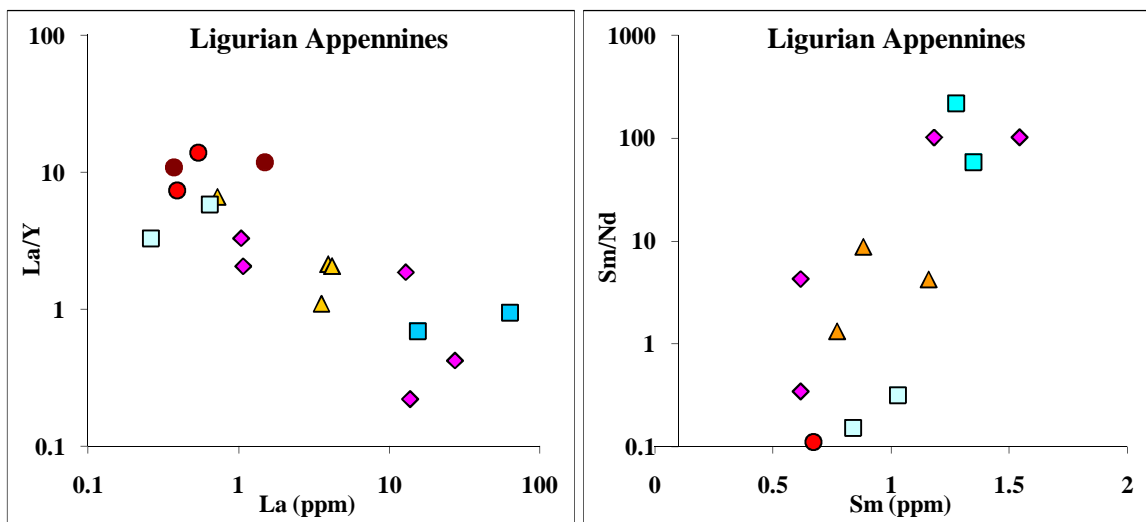 Ligurian Appennines
100
10
1
0.1
La/Y
0.1 1 10 100
La (ppm)
Ligurian Appennines
1000
100
10
1
0.1
Sm/Nd
0 0.5 1 1.5 2
Sm (ppm)